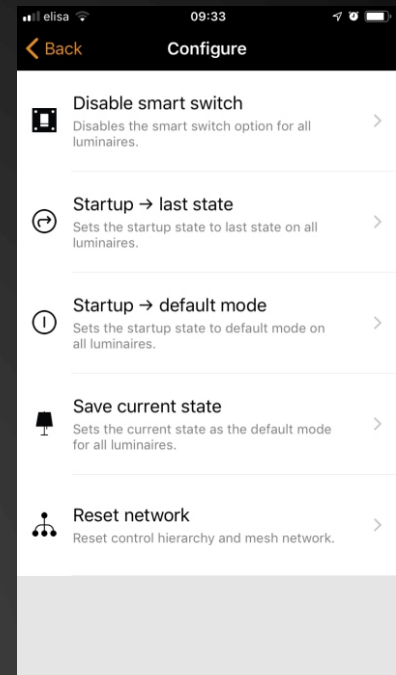 elisa 09:33
Back Configure
Disable smart switch
Disables the smart switch option for all
luminaires.
Startup → last state
Sets the startup state to last state on all
luminaires.
Startup → default mode
Sets the startup state to default mode on
all luminaires.
Save current state
Sets the current state as the default mode
for all luminaires.
Reset network
Reset control hierarchy and mesh network.